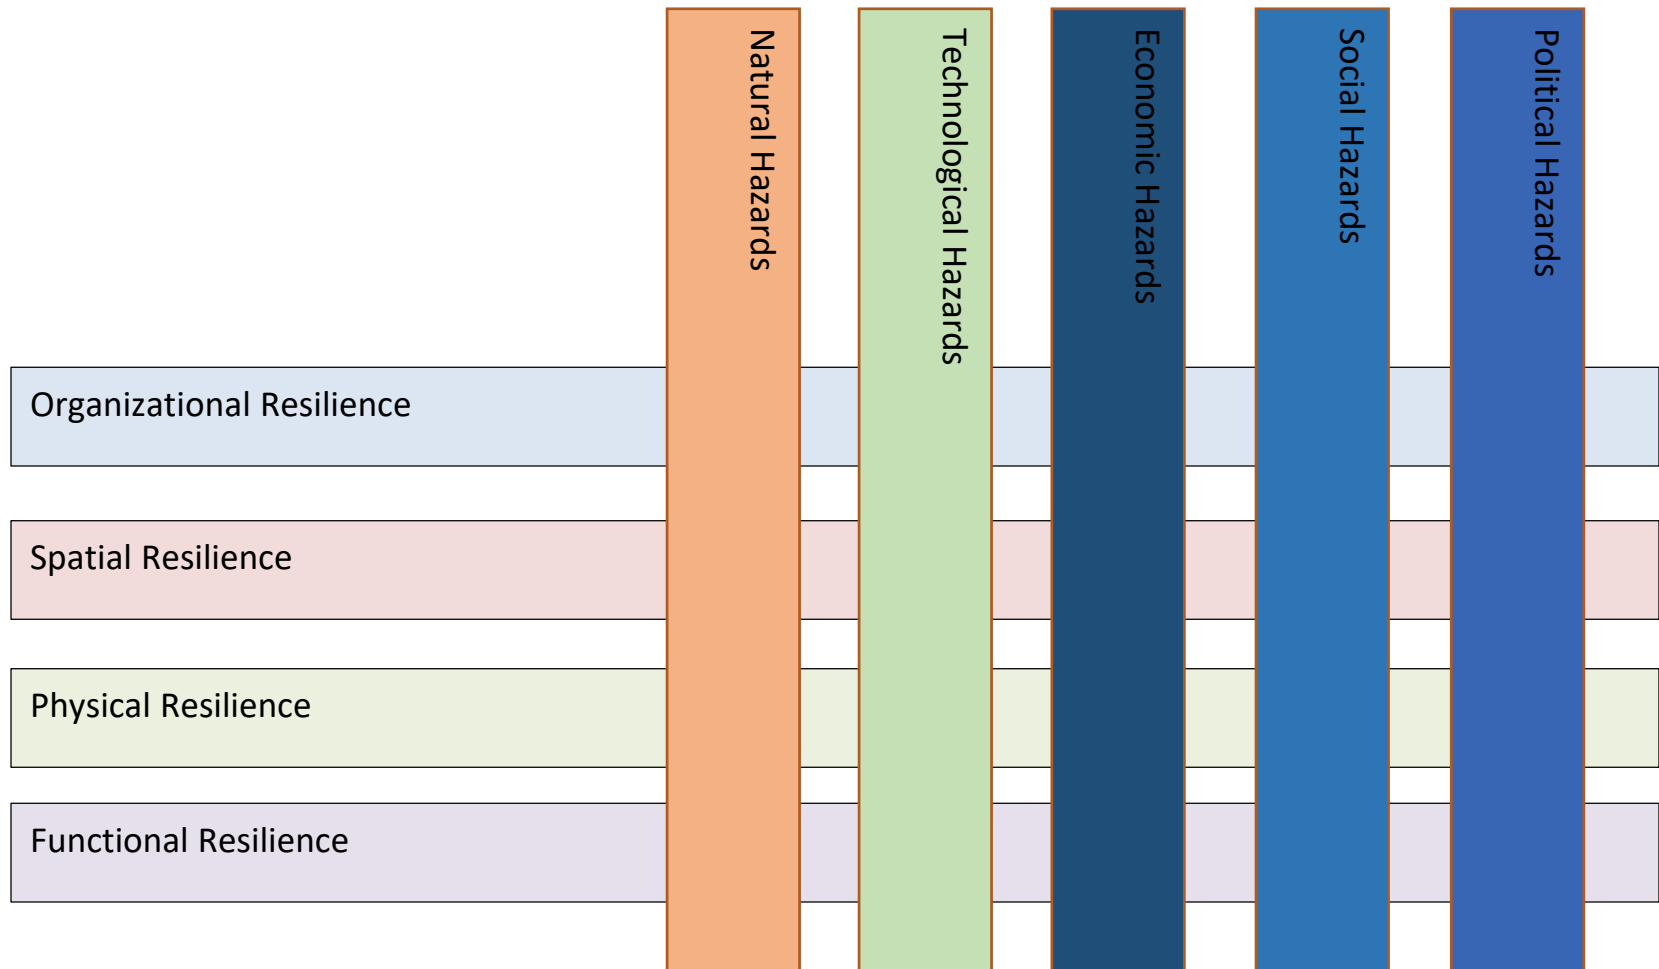 Natural Hazards
Technological Hazards
Economic Hazards
Social Hazards
Political Hazards
Organizational Resilience
Spatial Resilience
Physical Resilience
Functional Resilience